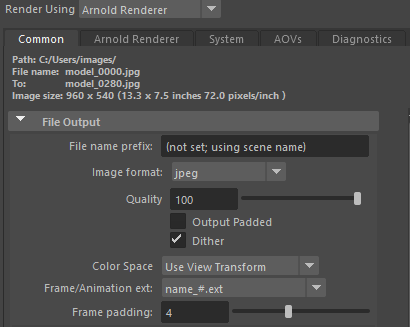 Render Using Arnold Renderer
Common Arnold Renderer System AOVs Diagnostics
Path: C:/Users/images/
File name: model_0000.jpg
To: model_0280.jpg
Image size: 960 x 540 (13.3 x 7.5 inches 72.0 pixels/inch )
File Output
File name prefix: (not set; using scene name)
Image format: jpeg
Quality 100
Output Padded
Dither
Color Space Use View Transform
Frame/Animation ext: name_#.ext
Frame padding: 4